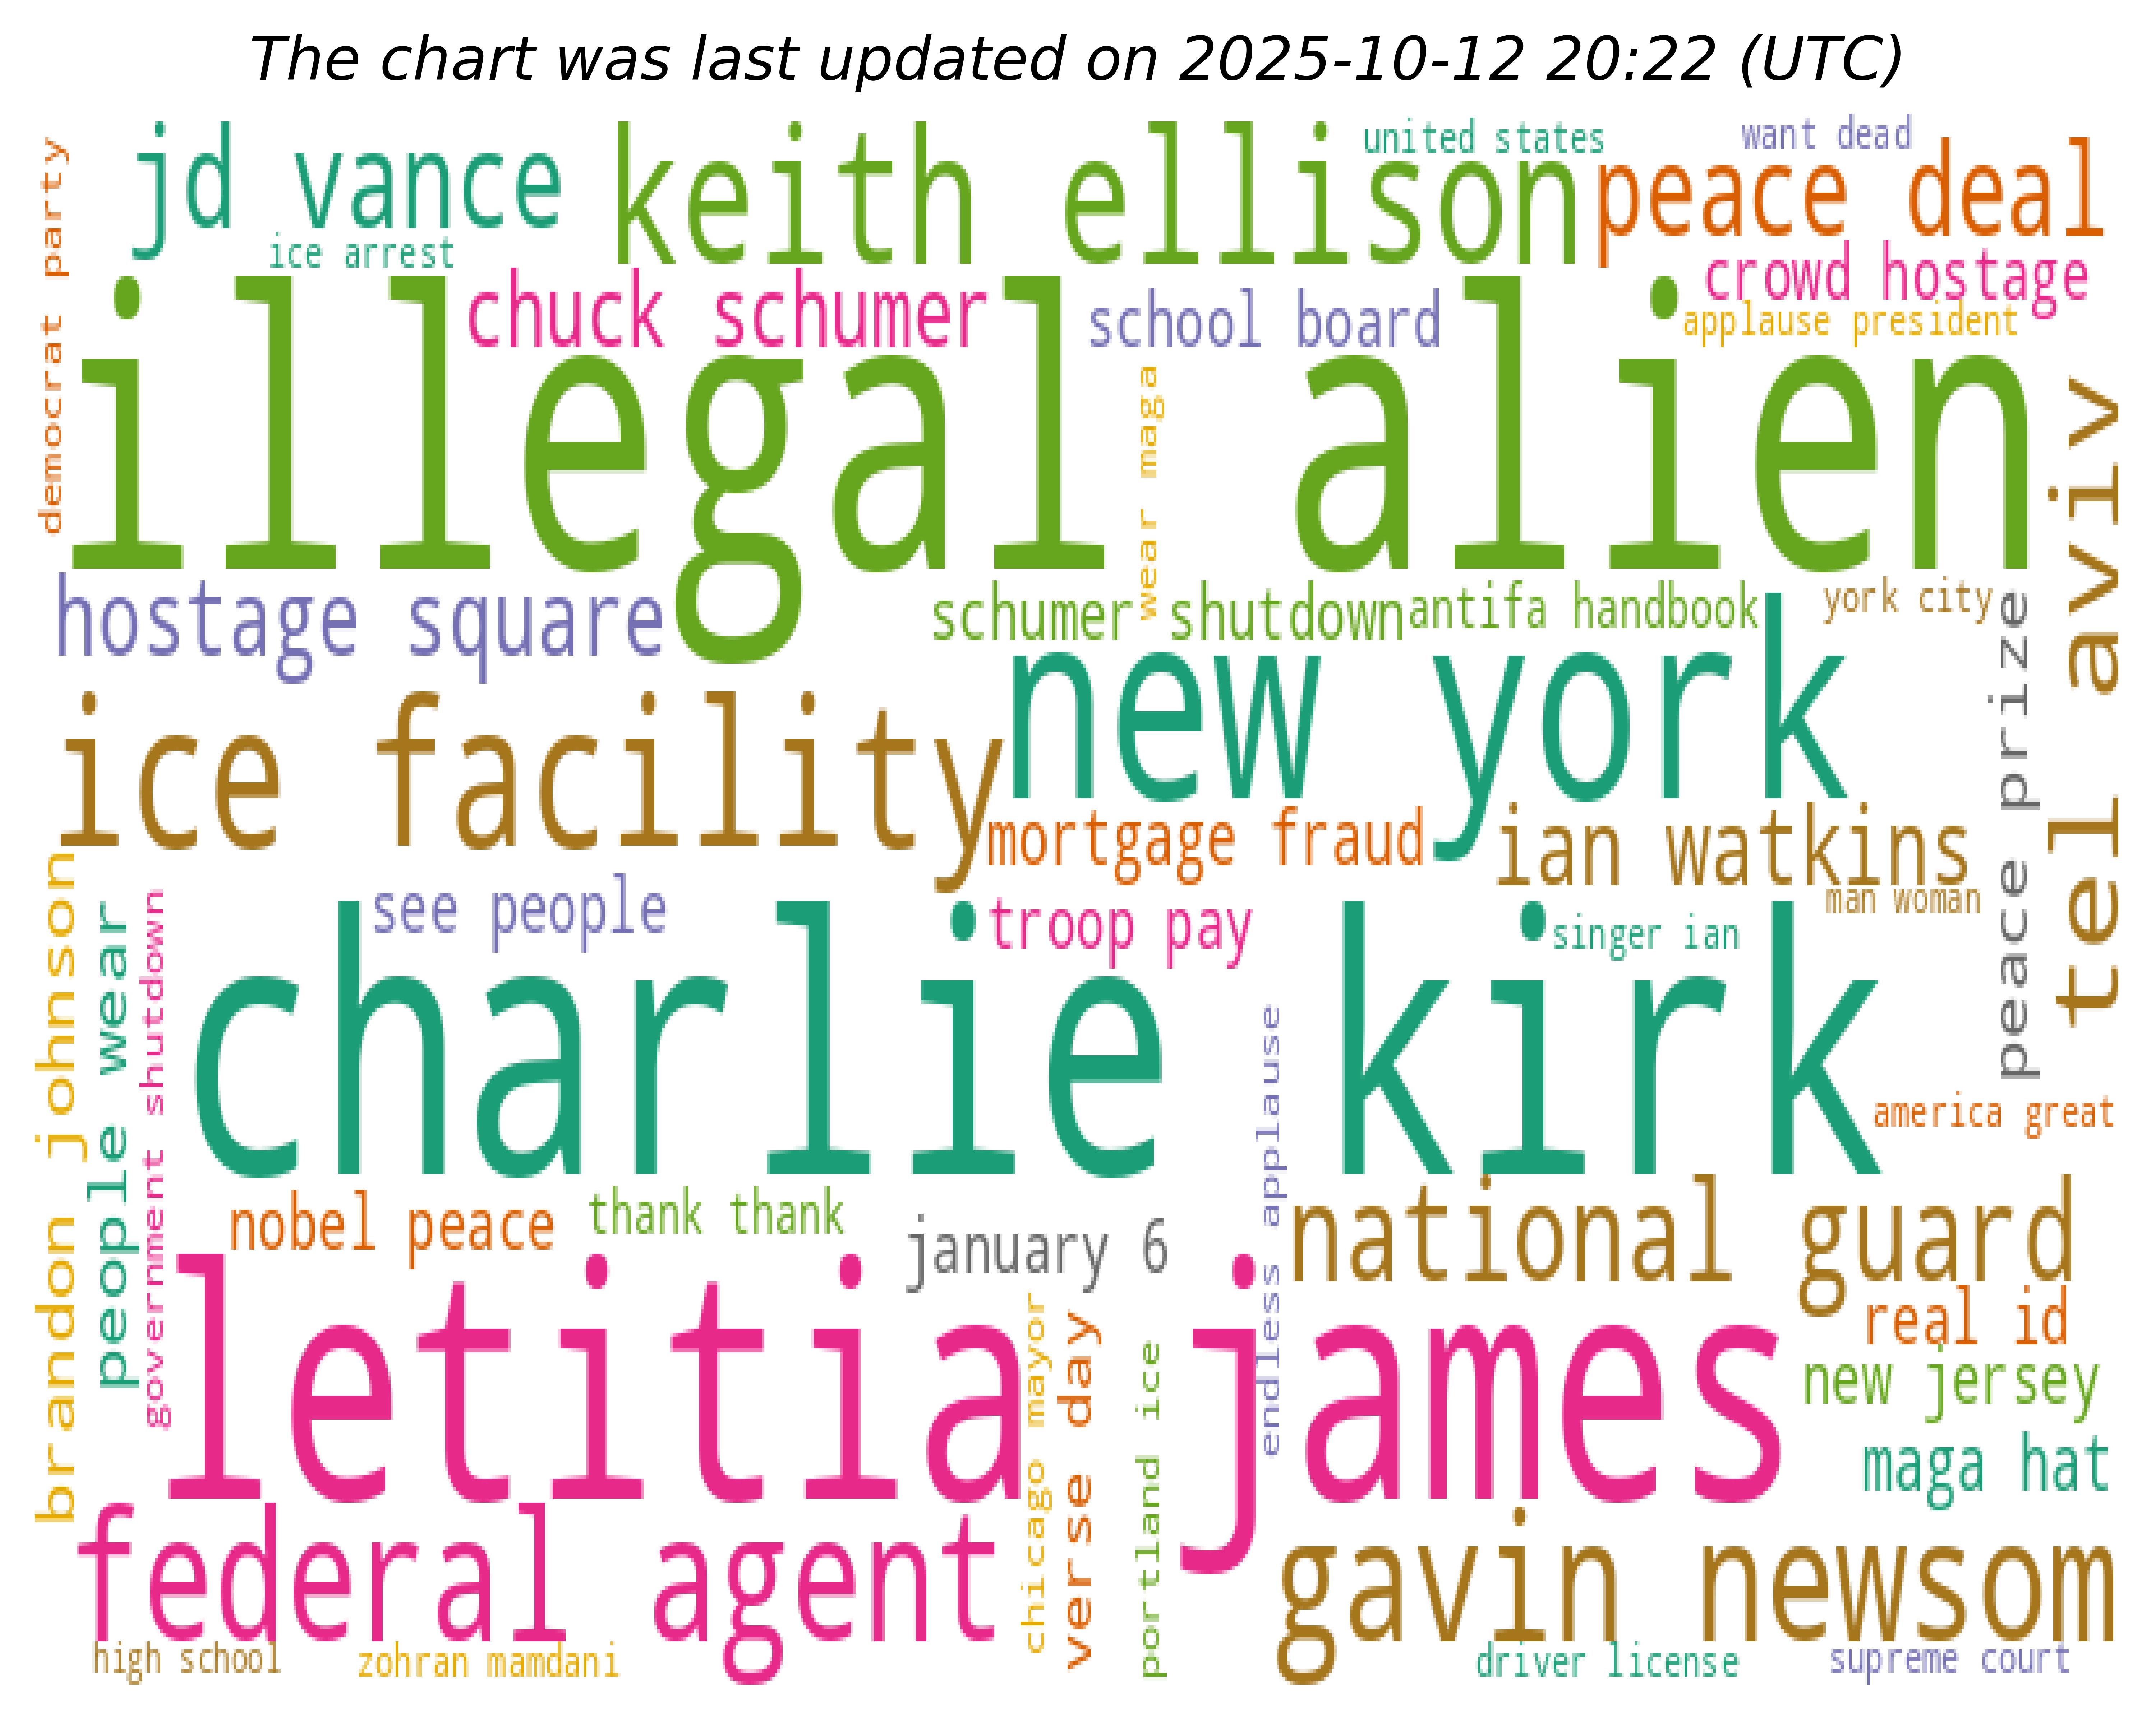 The chart was last updated on 2025-10-12 20:22 (UTC)
jd vance
keith ellison
united states
want dead
peace deal
democrat party
ice arrest
crowd hostage
chuck schumer
school board
applause president
illegal alien
wear maga
tel aviv
hostage square
schumer shutdown
antifa handbook
york city
peace prize
new york
ice facility
mortgage fraud
ian watkins
brandon johnson
see people
troop pay
man woman
singer ian
people wear
government shutdown
charlie kirk
endless applause
america great
nobel peace
thank thank
january 6
national guard
letitia james
real id
chicago mayor
verse day
portland ice
new jersey
maga hat
federal agent
gavin newsom
high school
zohran mamdani
driver license
supreme court